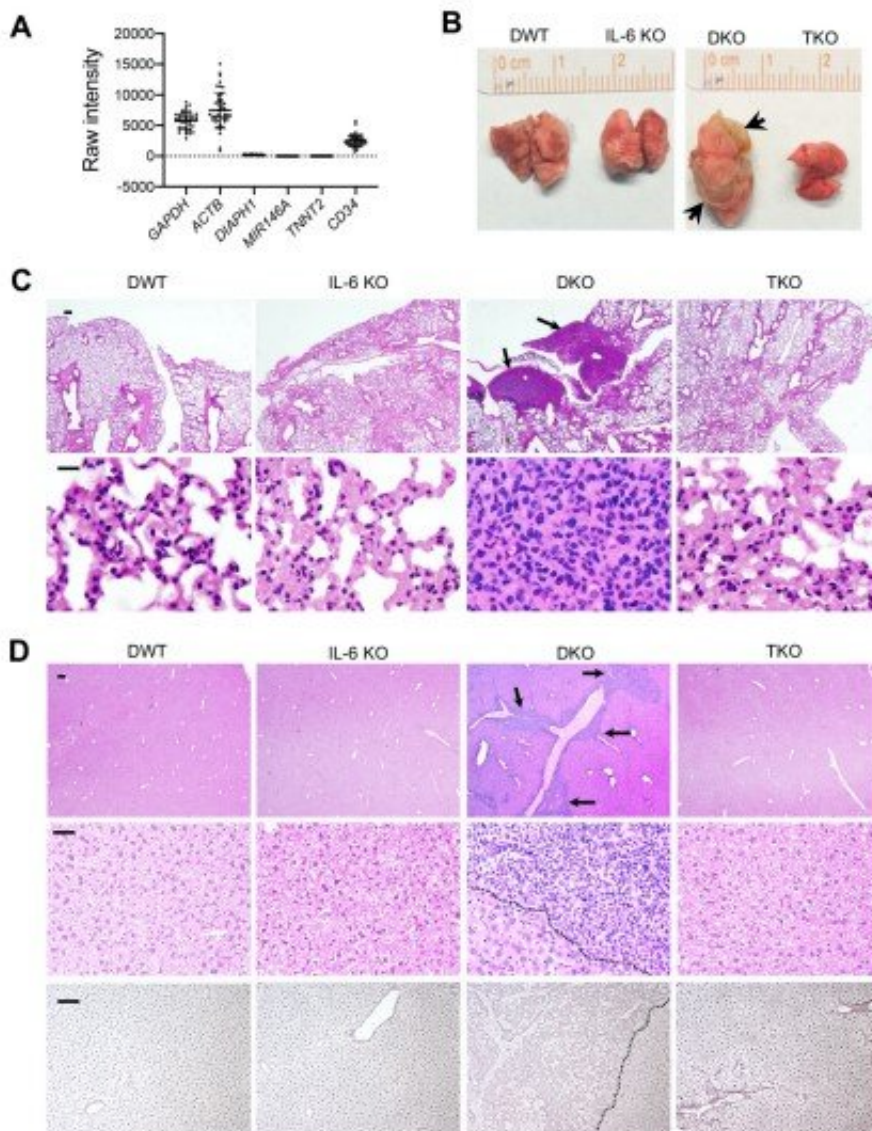 A
Raw intensity
20000
15000
10000
5000
0
-5000
GAPDH
ACTB
DIAPH1
MIR146A
TNNT2
CD34
B
DWT IL-6 KO DKO TKO
0 cm 1 2 0 cm 1 2
C
DWT IL-6 KO DKO TKO
D
DWT IL-6 KO DKO TKO